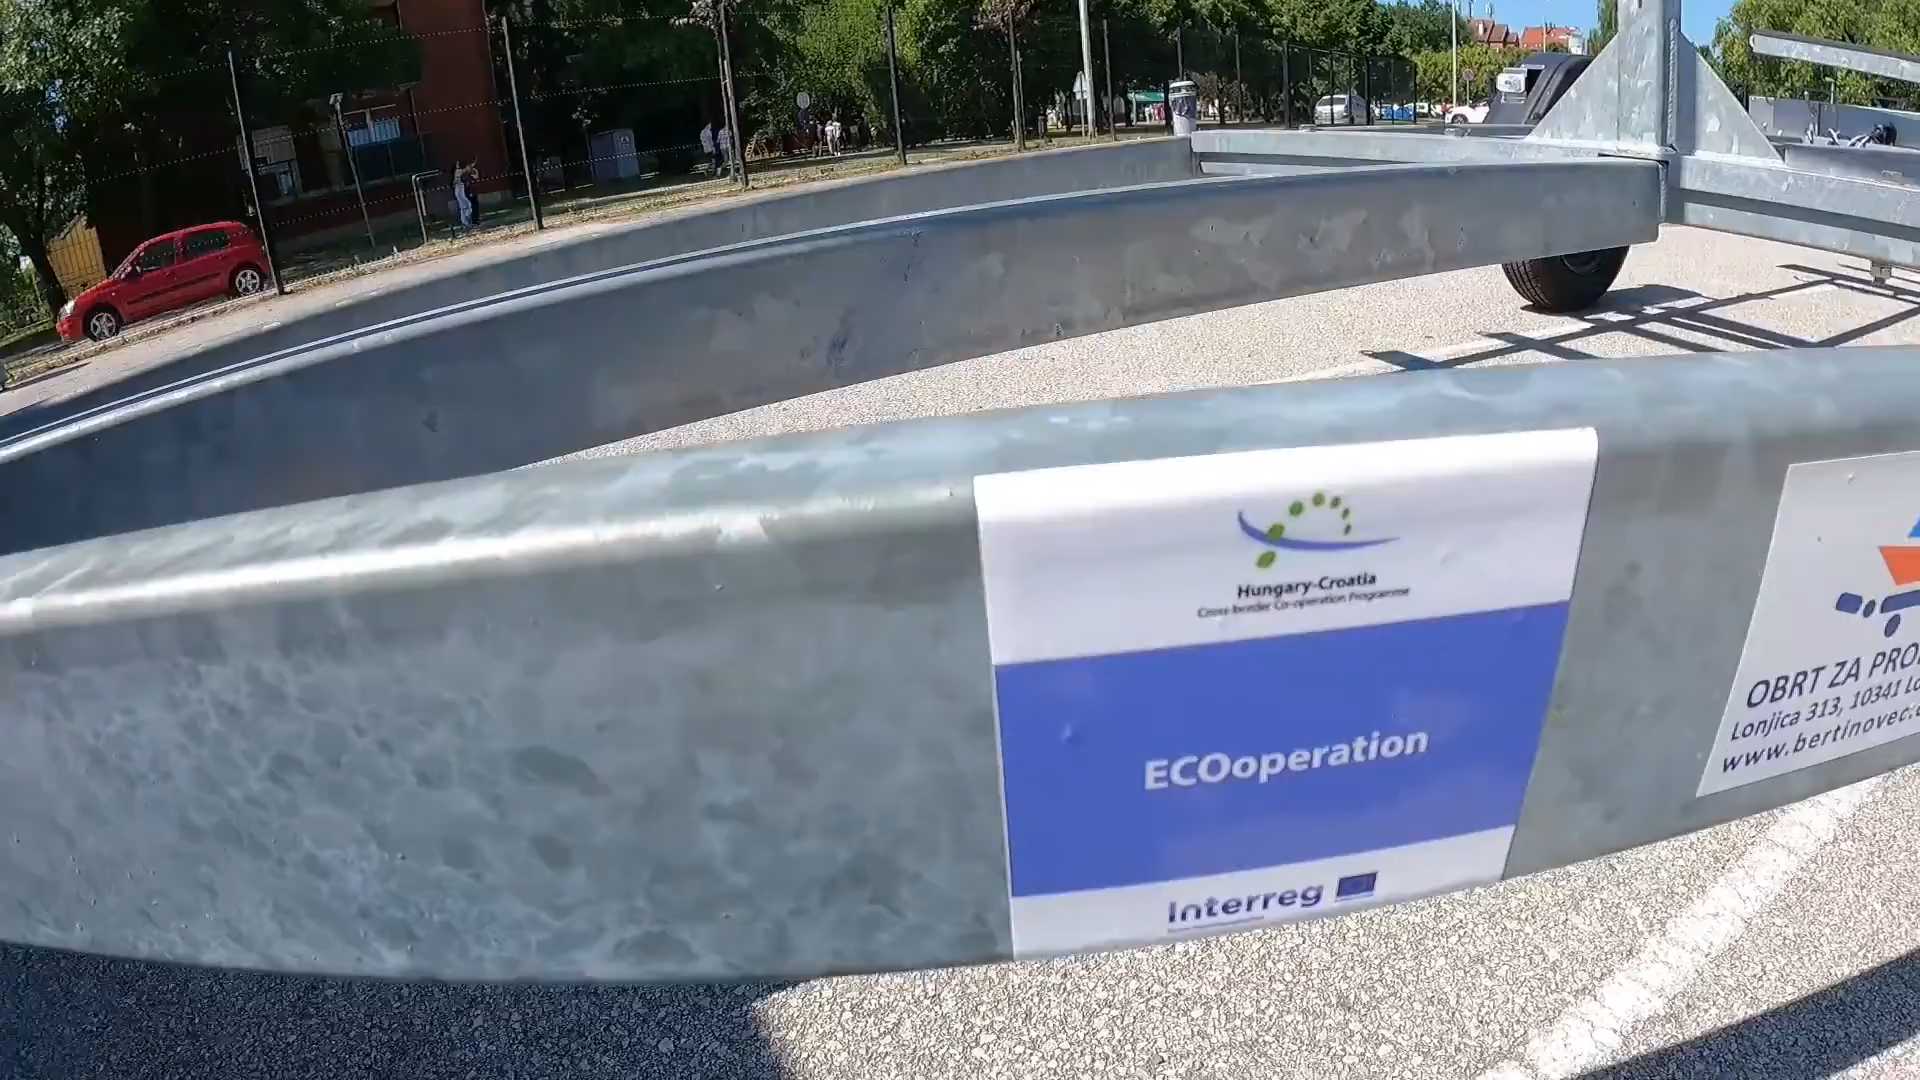 Hungary-Croatia
Cross-border Co-operation Programme
ECOoperation
Interreg
OBRT ZA PRO
Lonjica 313, 10341 Lo
www.bertinovec.